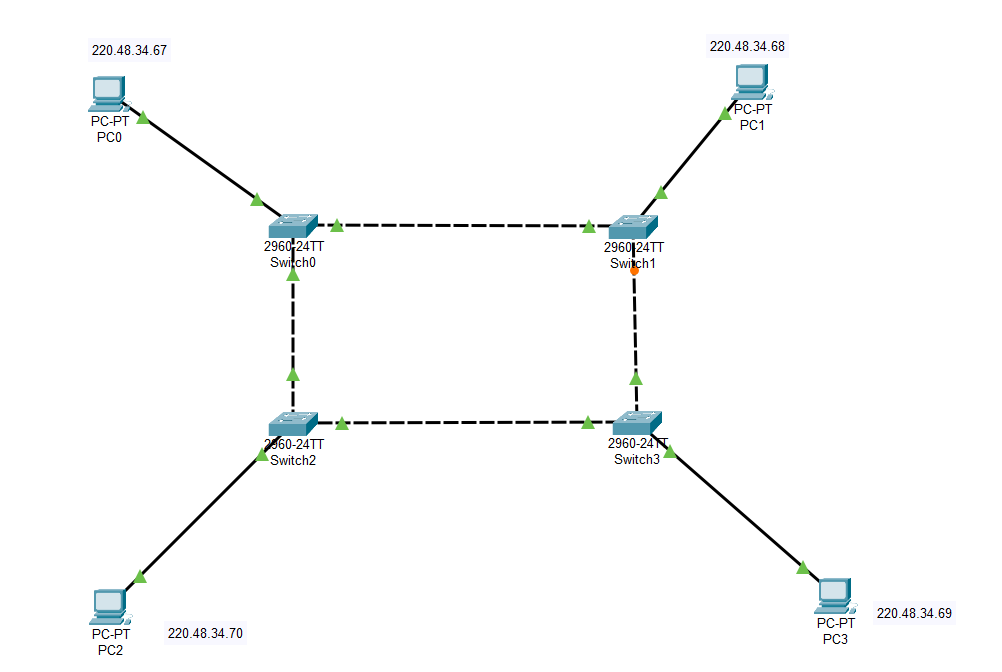 220.48.34.67
220.48.34.68
PC-PT
PC0
PC-PT
PC1
2960-24TT
Switch0
2960-24TT
Switch1
2960-24TT
Switch2
2960-24TT
Switch3
PC-PT
PC2
220.48.34.70
PC-PT
PC3
220.48.34.69